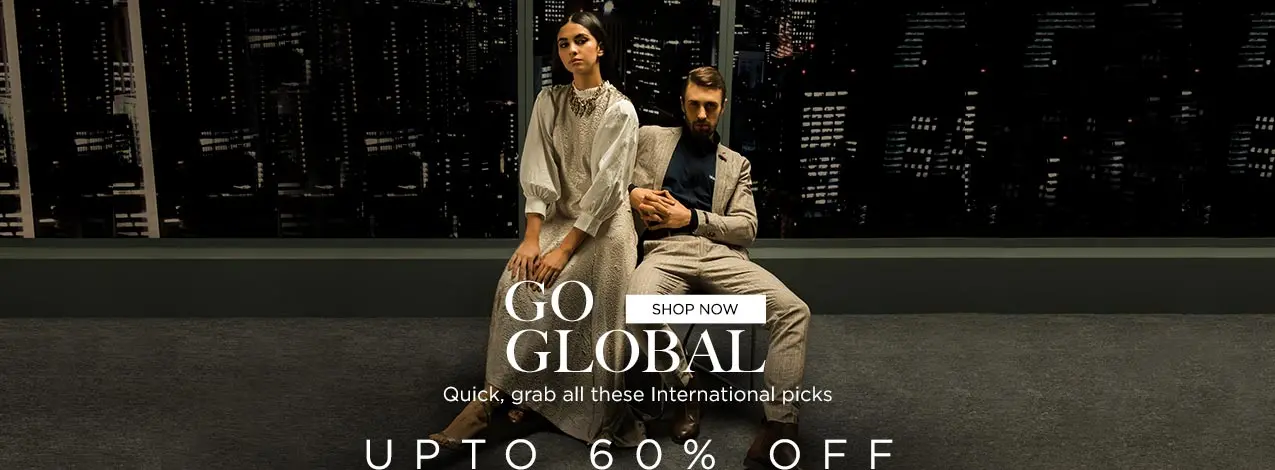 GO
SHOP NOW
GLOBAL
Quick, grab all these International picks
UPTO 60% OFF